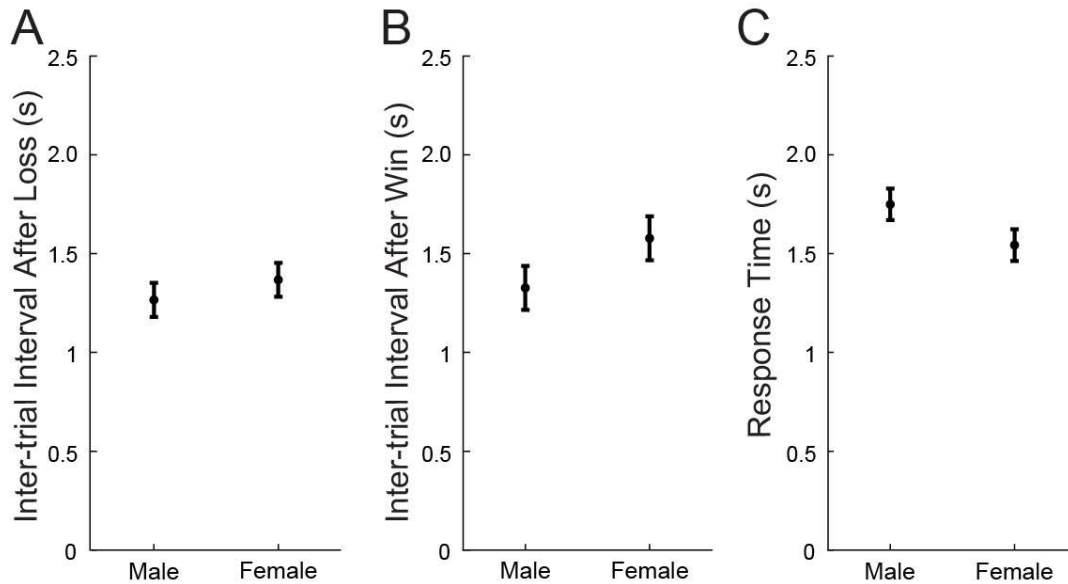 A
Inter-trial Interval After Loss (s)
2.5
2.0
1.5
1
0.5
0
Male Female
B
Inter-trial Interval After Win (s)
2.5
2.0
1.5
1
0.5
0
Male Female
C
Response Time (s)
2.5
2.0
1.5
1
0.5
0
Male Female